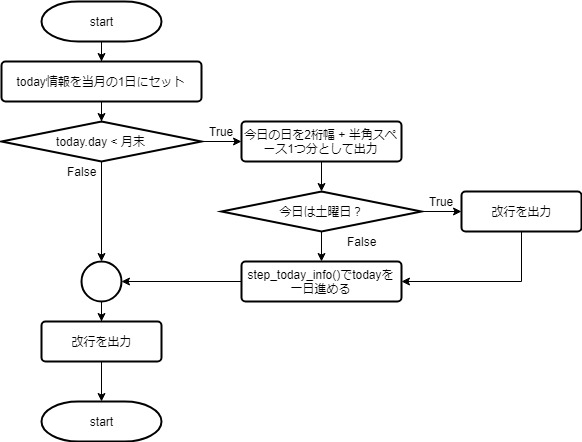 start
today情報を当月の1日にセット
today.day < 月末
True
今日の日を2桁幅 + 半角スペ
ース1つ分として出力
False
今日は土曜日？
True
改行を出力
False
step_today_info()でtodayを
一日進める
改行を出力
start